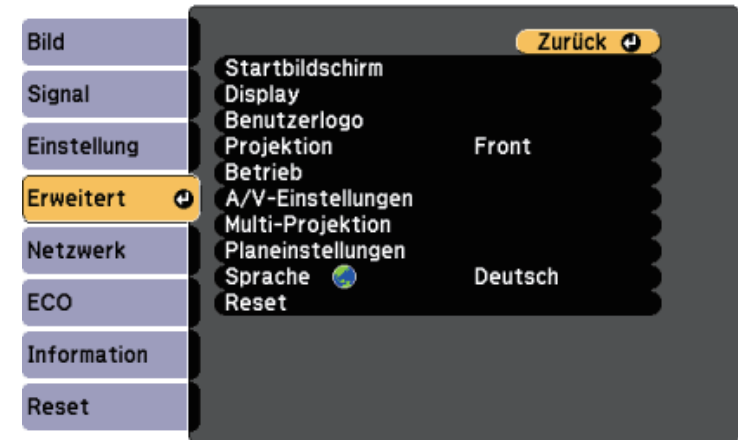 Bild
Signal
Einstellung
Erweitert
Netzwerk
ECO
Information
Reset
Zurück
Startbildschirm
Display
Benutzerlogo
Projektion Front
Betrieb
A/V-Einstellungen
Multi-Projektion
Planeinstellungen
Sprache Deutsch
Reset